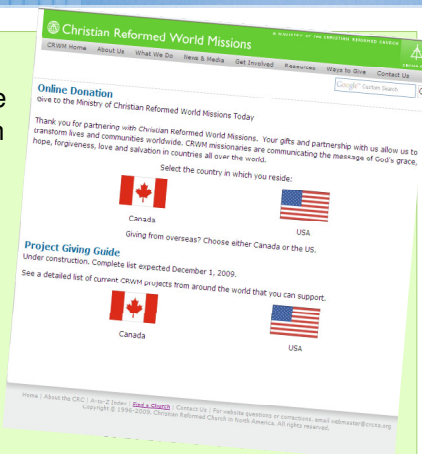 Christian Reformed World Missions
A MINISTRY OF THE CHRISTIAN REFORMED CHURCH
CRWM Home About Us What We Do News & Media Get Involved Resources Ways to Give Contact Us
Google™ Custom Search
Online Donation
Give to the Ministry of Christian Reformed World Missions Today
Thank you for partnering with Christian Reformed World Missions. Your gifts and partnership with us allow us to
transform lives and communities worldwide. CRWM missionaries are communicating the message of God's grace,
hope, forgiveness, love and salvation in countries all over the world.
Select the country in which you reside:
Canada
USA
Giving from overseas? Choose either Canada or the US.
Project Giving Guide
Under construction. Complete list expected December 1, 2009.
See a detailed list of current CRWM projects from around the world that you can support.
Canada
USA
Home | About the CRC | A-to-Z Index | Find a Church | Contact Us | For website questions or corrections, email webmaster@crcna.org
Copyright © 1996-2009. Christian Reformed Church in North America. All rights reserved.